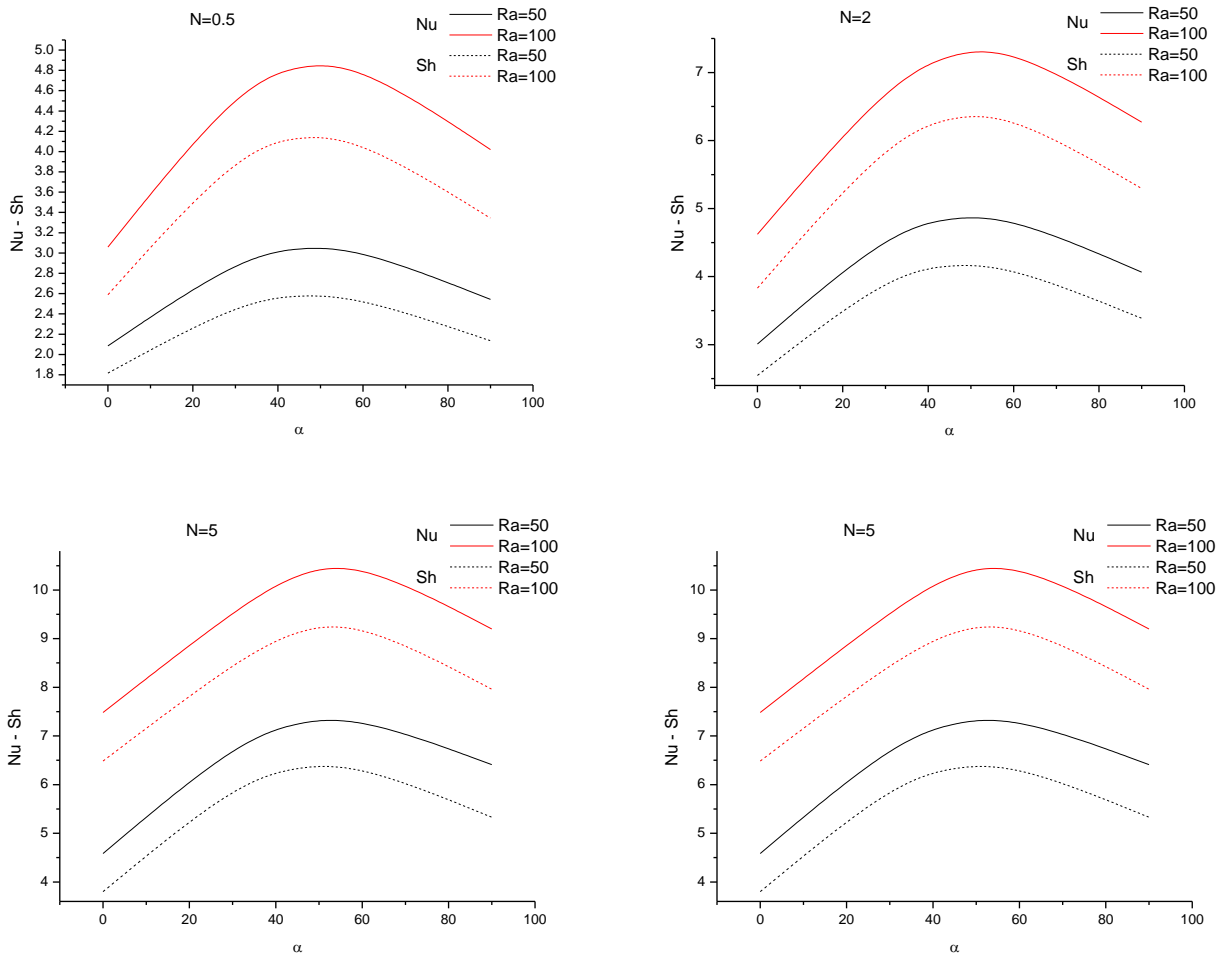 N=0.5
Nu
Ra=50
Ra=100
Sh
Ra=50
Ra=100
5.0
4.8
4.6
4.4
4.2
4.0
3.8
3.6
3.4
3.2
3.0
2.8
2.6
2.4
2.2
2.0
1.8
Nu - Sh
0 20 40 60 80 100
α
N=2
Nu
Ra=50
Ra=100
Sh
Ra=50
Ra=100
7
6
5
4
3
Nu - Sh
0 20 40 60 80 100
α
N=5
Nu
Ra=50
Ra=100
Sh
Ra=50
Ra=100
10
9
8
7
6
5
4
Nu - Sh
0 20 40 60 80 100
α
N=5
Nu
Ra=50
Ra=100
Sh
Ra=50
Ra=100
10
9
8
7
6
5
4
Nu - Sh
0 20 40 60 80 100
α